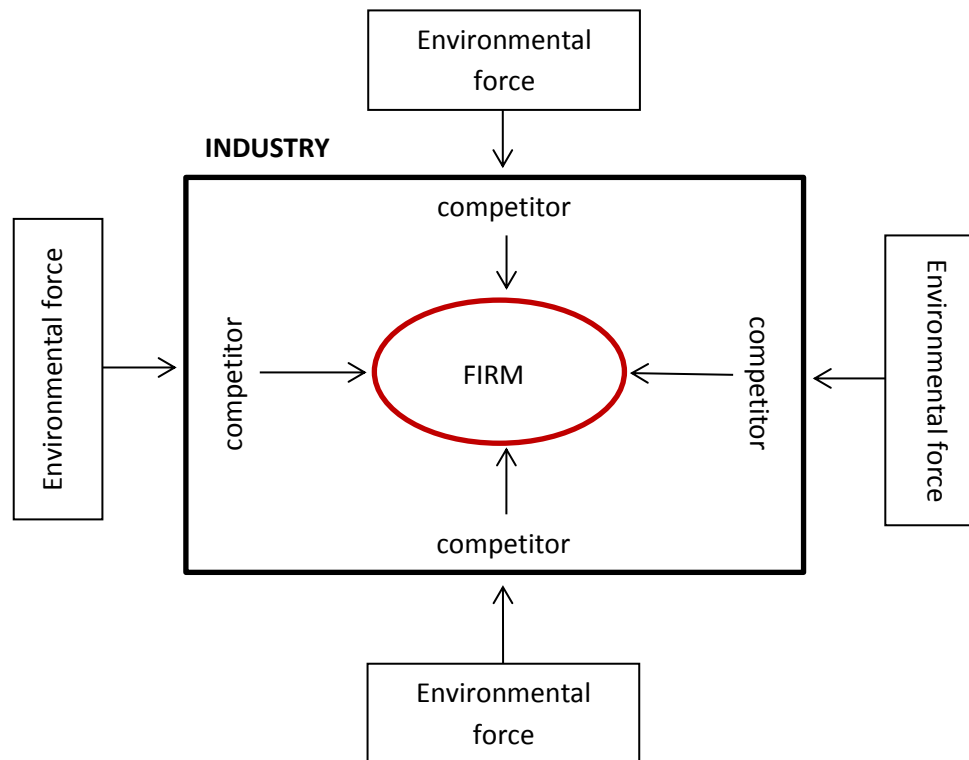 Environmental
force
INDUSTRY
competitor
Environmental force
competitor
FIRM
competitor
Environmental force
competitor
Environmental
force